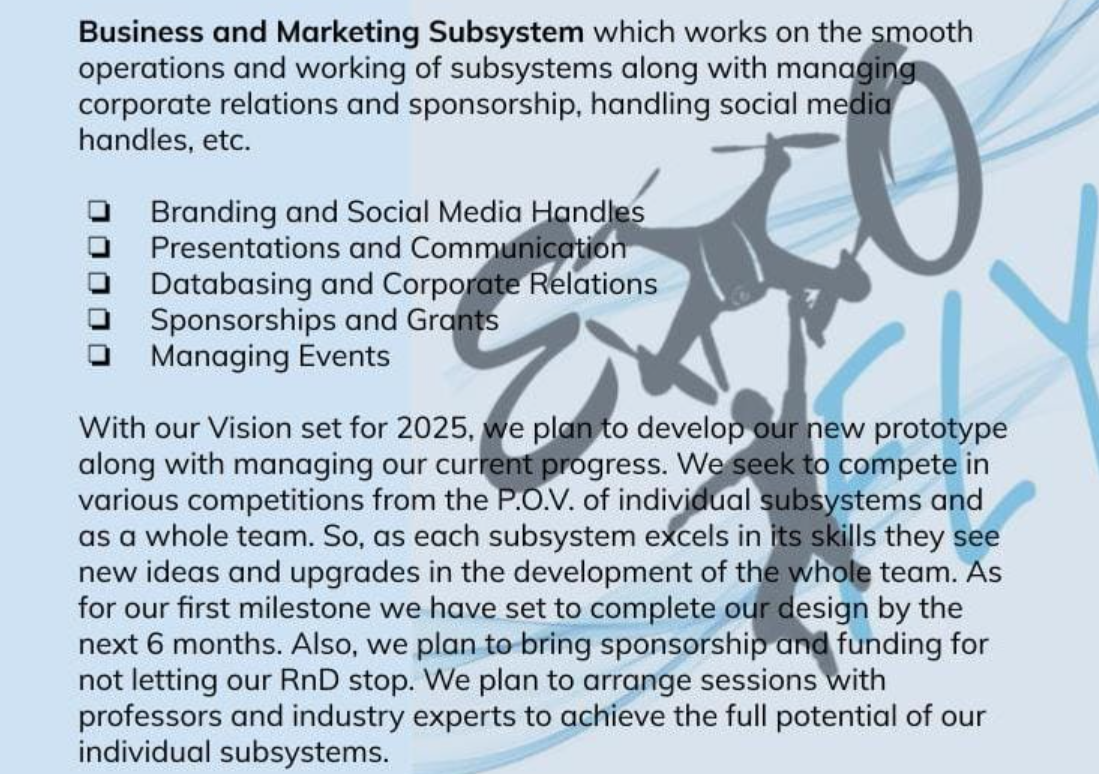 Business and Marketing Subsystem which works on the smooth
operations and working of subsystems along with managing
corporate relations and sponsorship, handling social media
handles, etc.
❏ Branding and Social Media Handles
❏ Presentations and Communication
❏ Databasing and Corporate Relations
❏ Sponsorships and Grants
❏ Managing Events
With our Vision set for 2025, we plan to develop our new prototype
along with managing our current progress. We seek to compete in
various competitions from the P.O.V. of individual subsystems and
as a whole team. So, as each subsystem excels in its skills they see
new ideas and upgrades in the development of the whole team. As
for our first milestone we have set to complete our design by the
next 6 months. Also, we plan to bring sponsorship and funding for
not letting our RnD stop. We plan to arrange sessions with
professors and industry experts to achieve the full potential of our
individual subsystems.
FLY